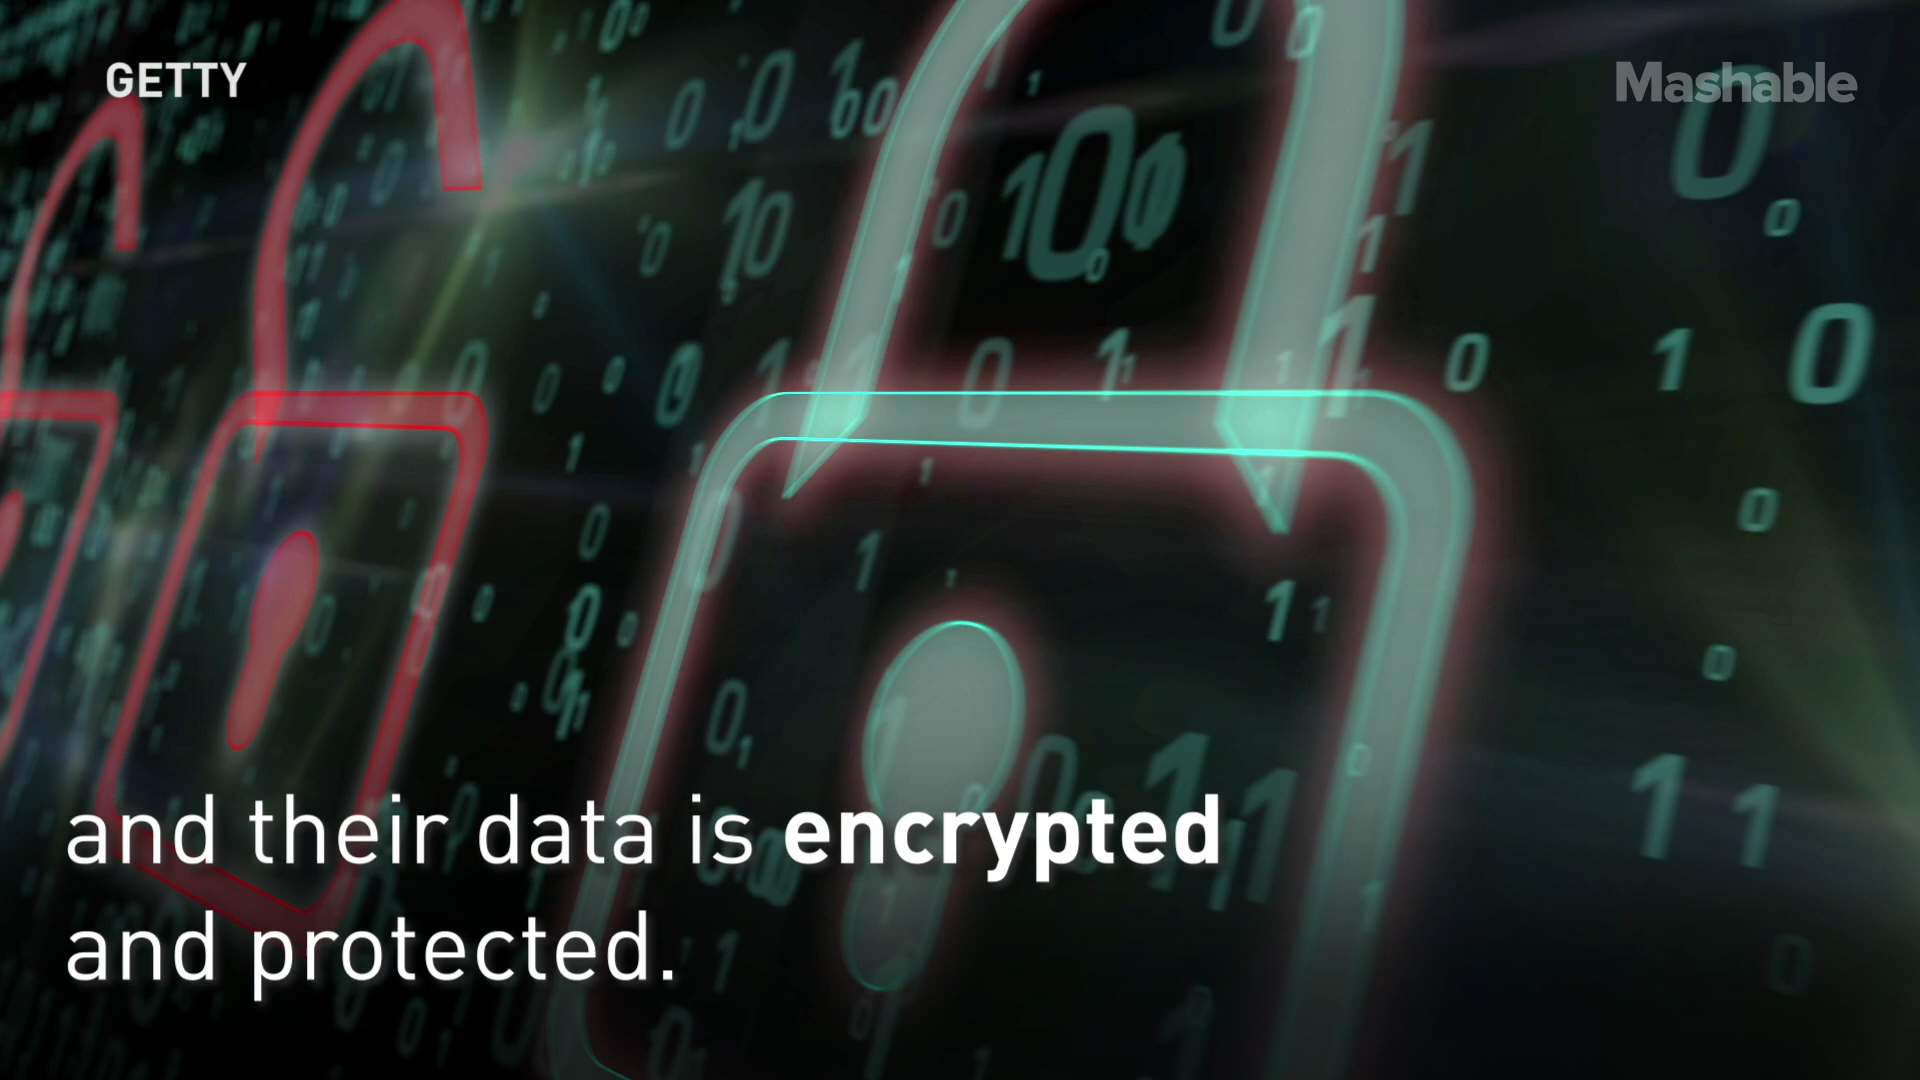 GETTY
Mashable
and their data is encrypted
and protected.